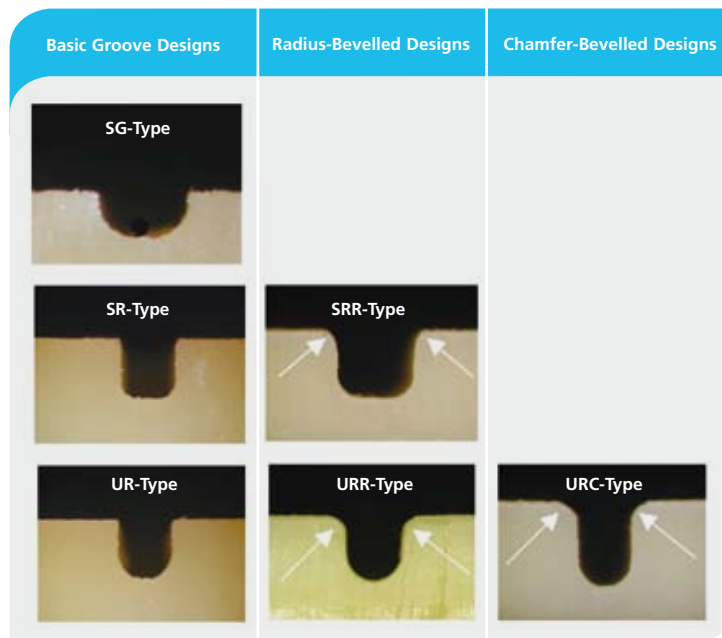 Basic Groove Designs
Radius-Bevelled Designs
Chamfer-Bevelled Designs
SG-Type
SR-Type
SRR-Type
UR-Type
URR-Type
URC-Type